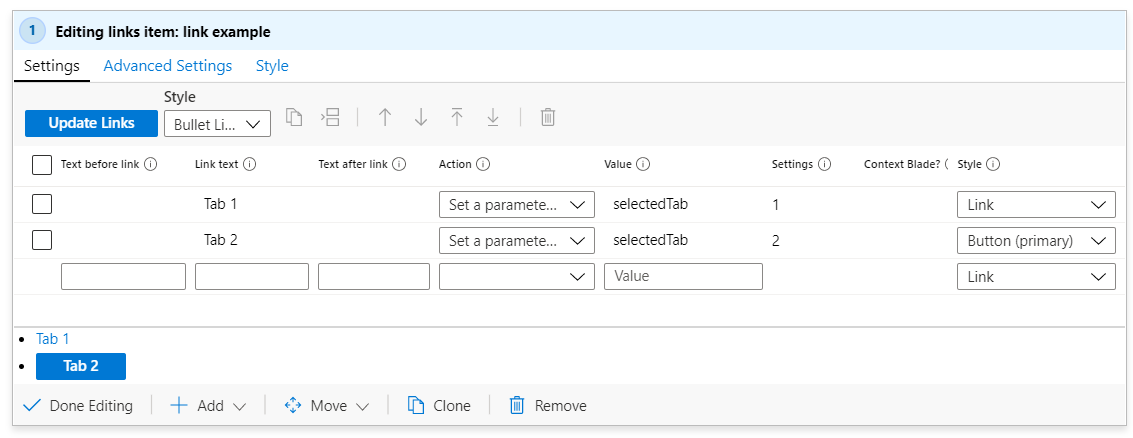 1 Editing links item: link example
Settings Advanced Settings Style
Style
Update Links Bullet Li...
Text before link Link text Text after link Action Value Settings Context Blade? Style
Tab 1 Set a paramete... selectedTab 1 Link
Tab 2 Set a paramete... selectedTab 2 Button (primary)
Value Link
• Tab 1
• Tab 2
Done Editing Add Move Clone Remove